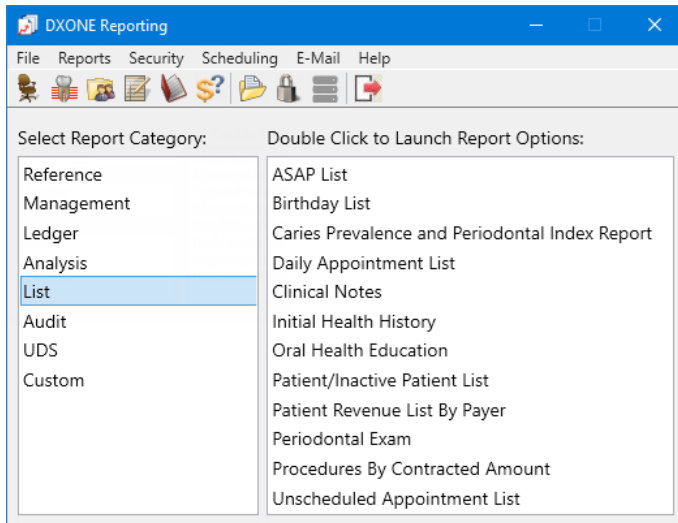 DXONE Reporting
File Reports Security Scheduling E-Mail Help
Select Report Category:
Reference
Management
Ledger
Analysis
List
Audit
UDS
Custom
Double Click to Launch Report Options:
ASAP List
Birthday List
Caries Prevalence and Periodontal Index Report
Daily Appointment List
Clinical Notes
Initial Health History
Oral Health Education
Patient/Inactive Patient List
Patient Revenue List By Payer
Periodontal Exam
Procedures By Contracted Amount
Unscheduled Appointment List